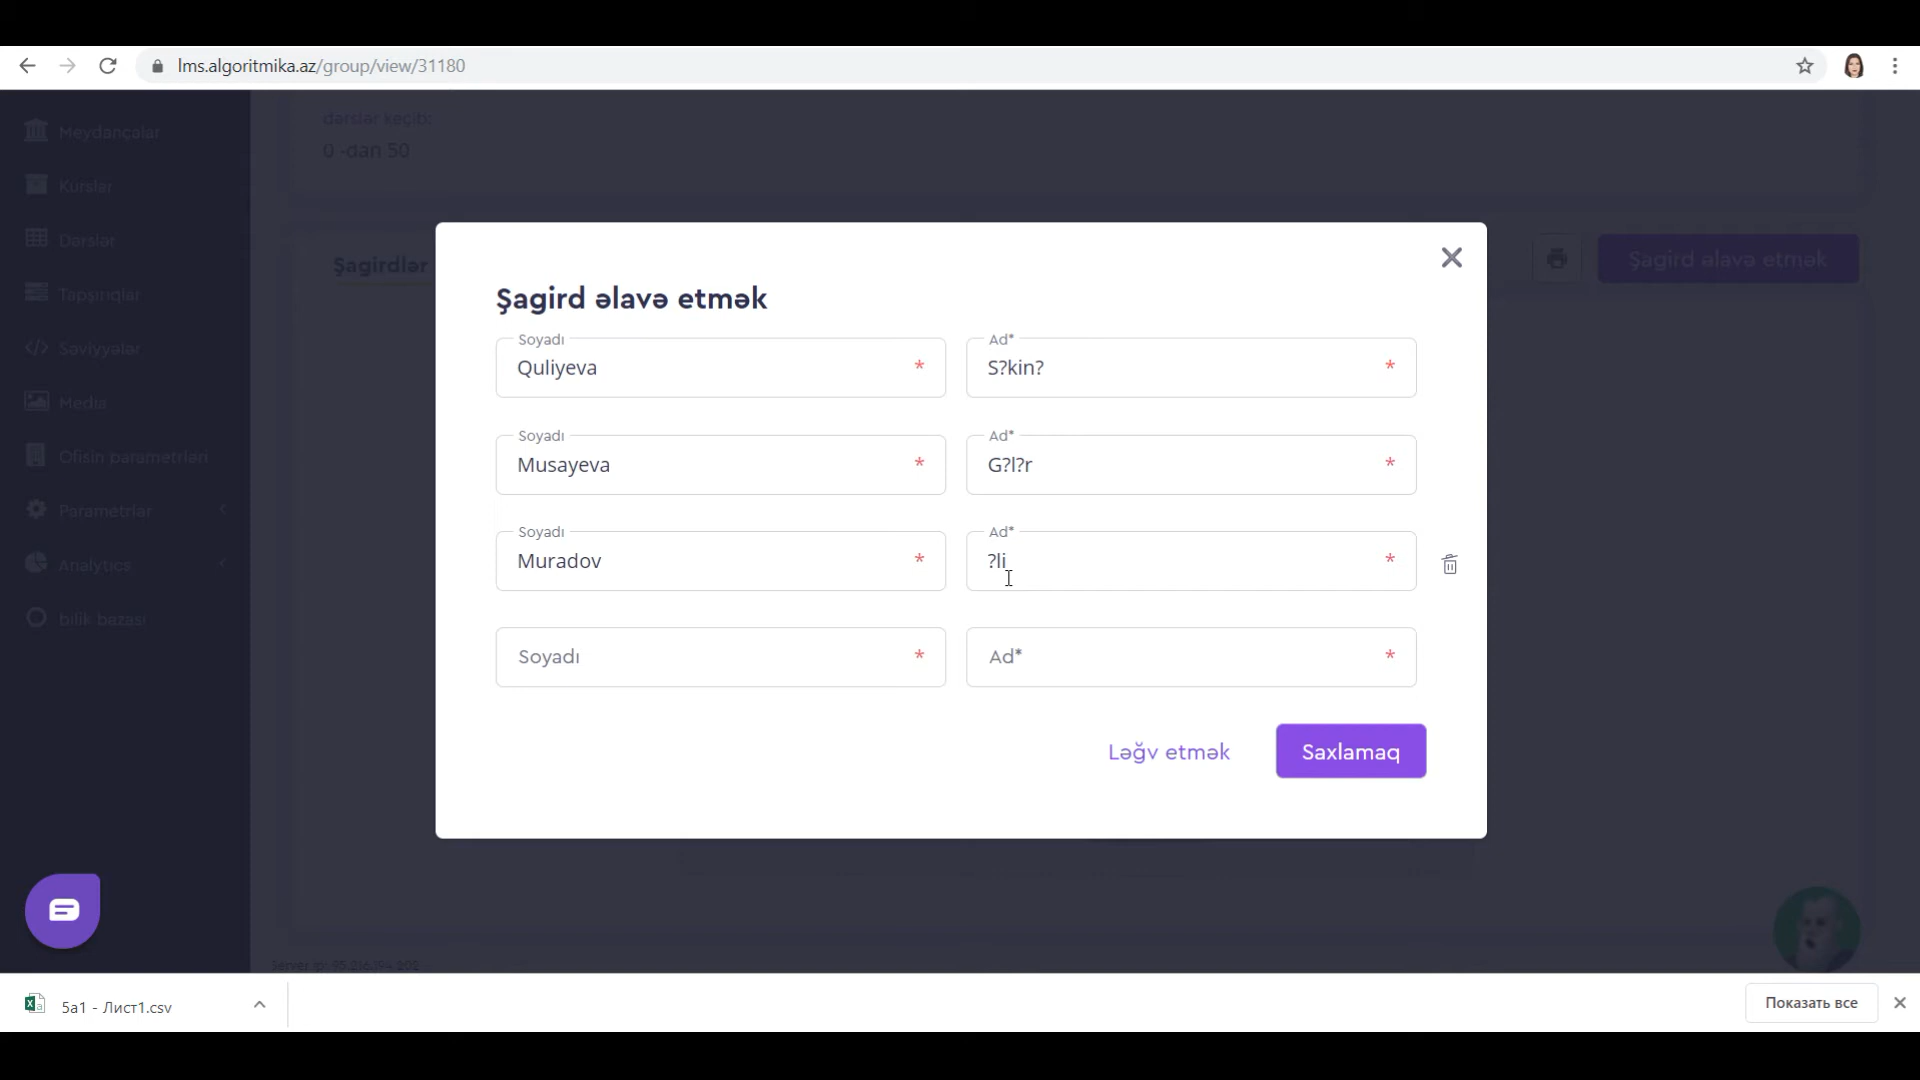 lms.algoritmika.az/group/view/31180
Meydançalar
Kurslar
Dərslər
Tapşırıqlar
Səviyyələr
Media
Ofisin parametrləri
Parametrlər
Analytics
bilik bazası
dərslər keçib:
0 -dan 50
Şagirdlər
Şagird əlavə etmək
Şagird əlavə etmək
Soyadı
Quliyeva *
Ad*
S?kin? *
Soyadı
Musayeva *
Ad*
G?l?r *
Soyadı
Muradov *
Ad*
?li *
Soyadı *
Ad* *
Ləğv etmək
Saxlamaq
5a1 - Лист1.csv
Показать все